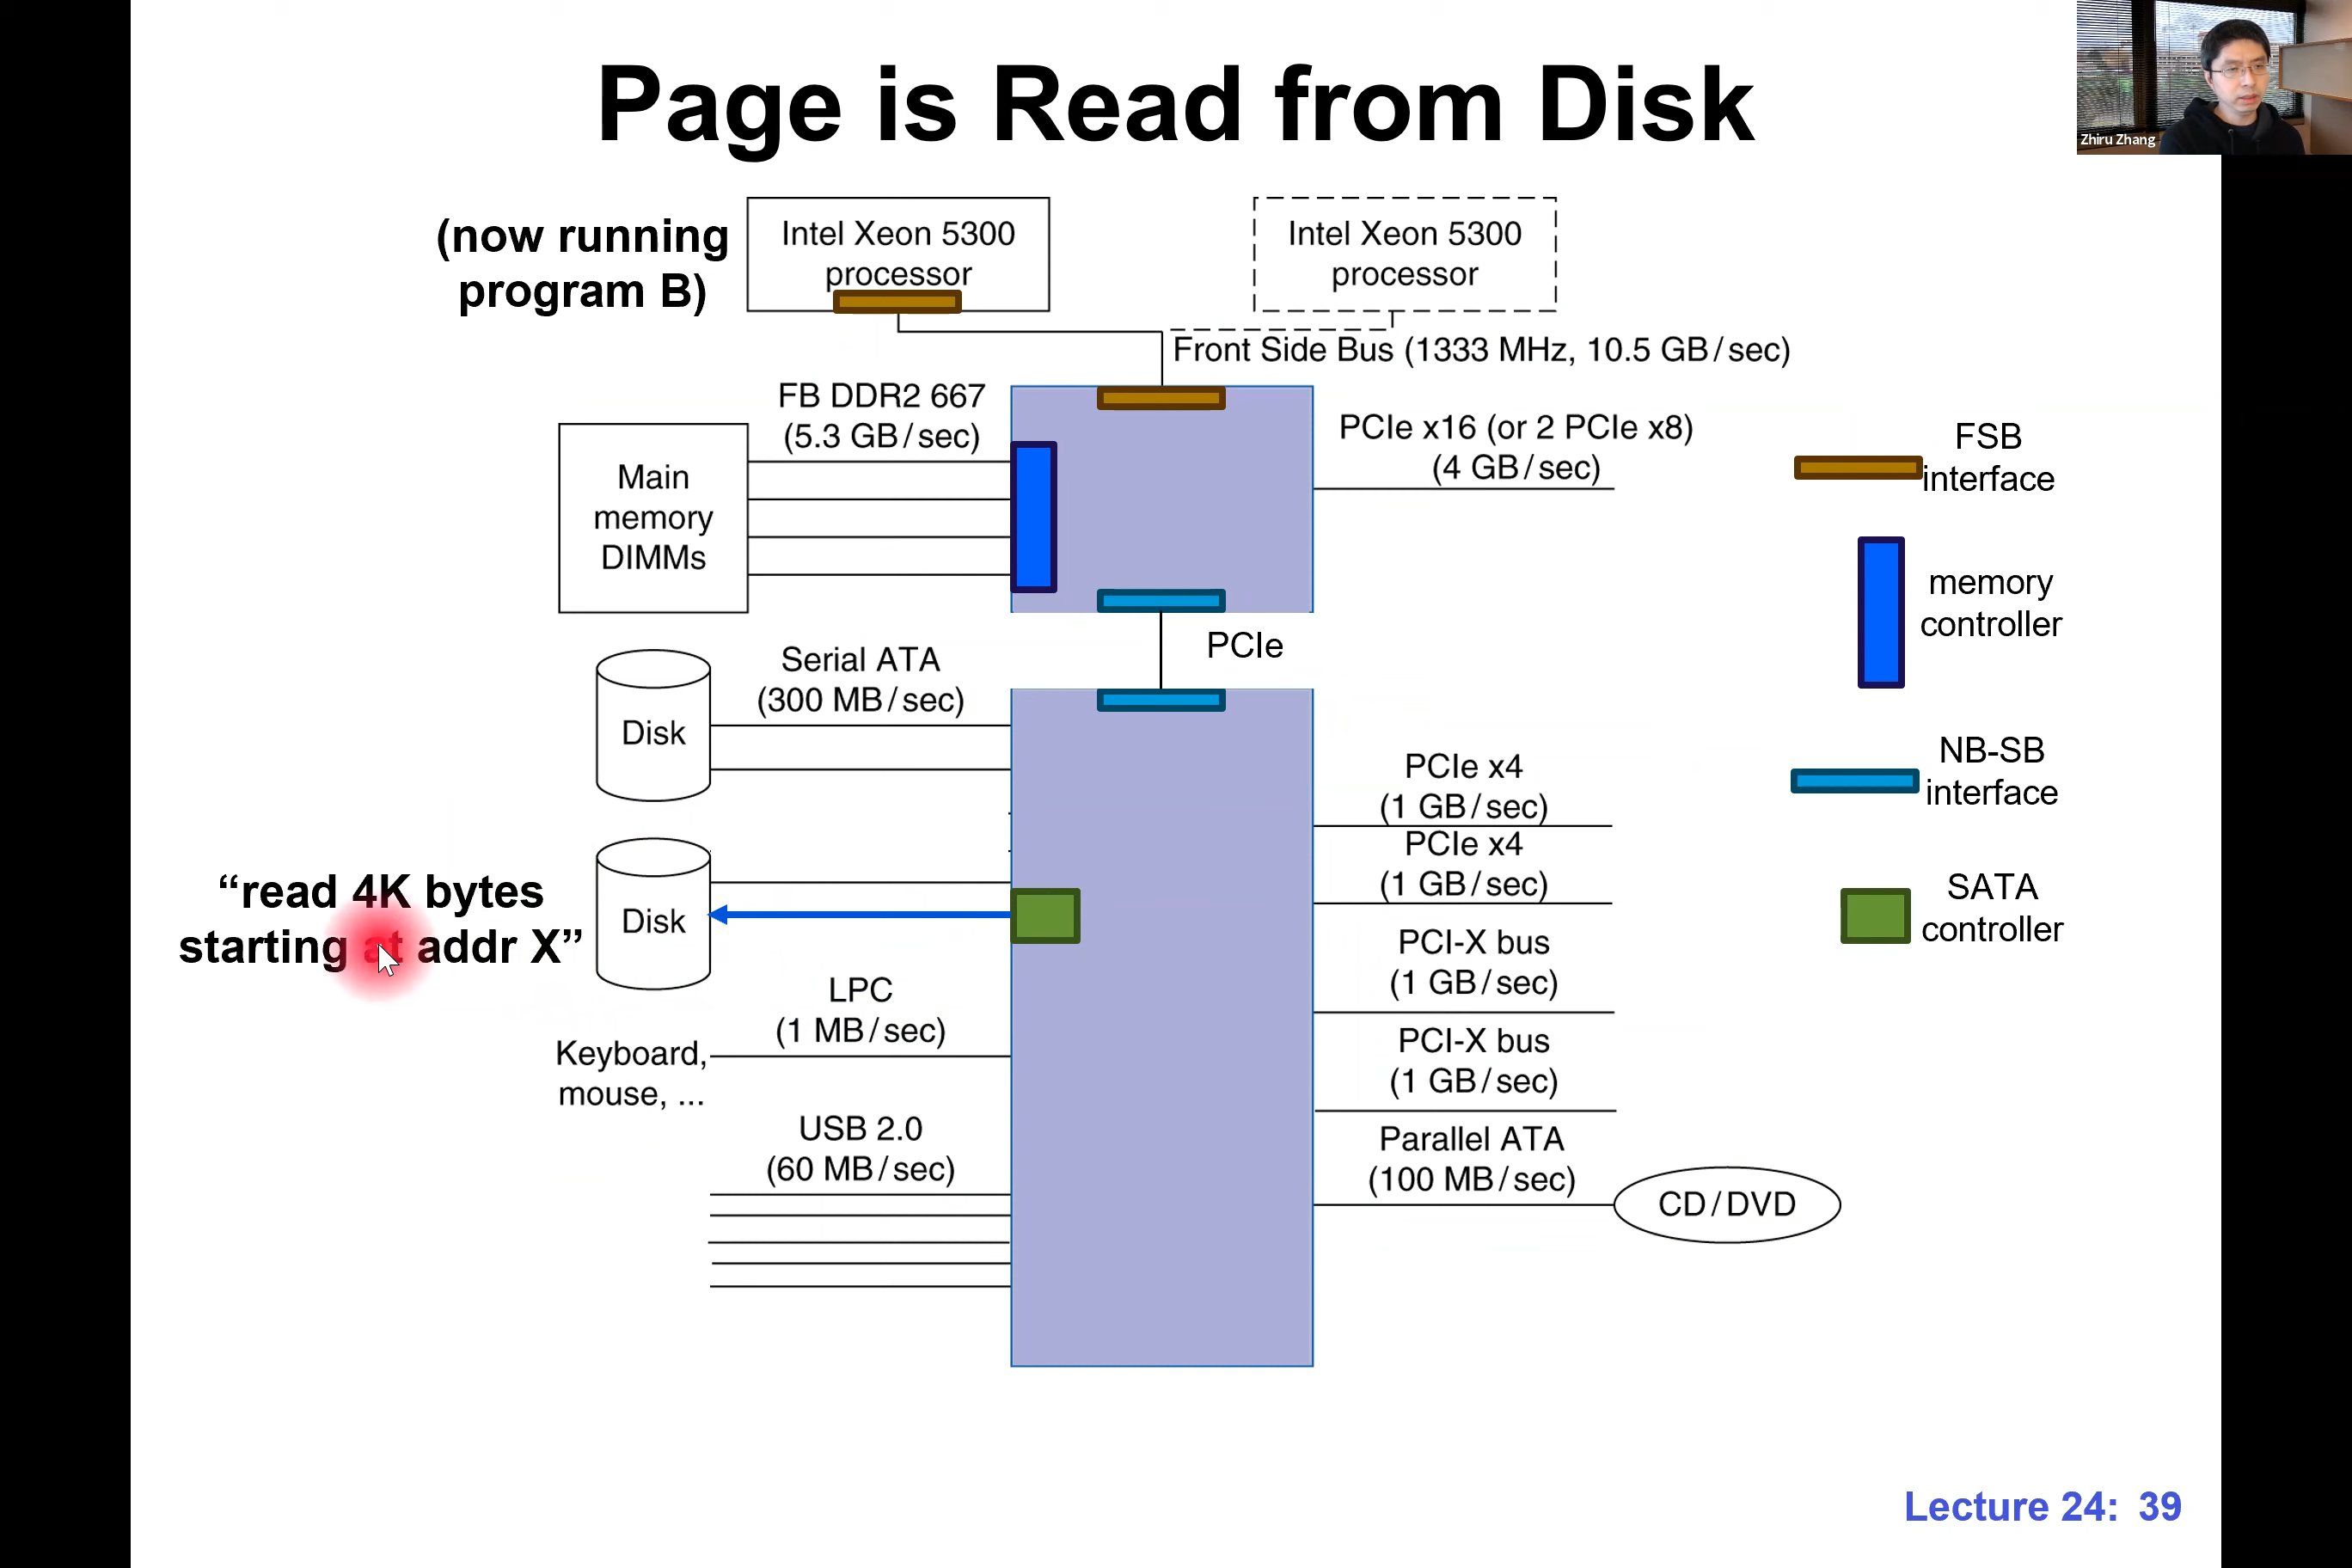 Page is Read from Disk
Zhiru Zhang
(now running
program B)
Intel Xeon 5300
processor
Intel Xeon 5300
processor
Front Side Bus (1333 MHz, 10.5 GB/sec)
FB DDR2 667
(5.3 GB/sec)
Main
memory
DIMMs
PCIe x16 (or 2 PCIe x8)
(4 GB/sec)
FSB
interface
memory
controller
PCIe
Serial ATA
(300 MB/sec)
Disk
NB-SB
interface
PCIe x4
(1 GB/sec)
PCIe x4
(1 GB/sec)
“read 4K bytes
starting at addr X”
Disk
SATA
controller
PCI-X bus
(1 GB/sec)
LPC
(1 MB/sec)
Keyboard,
mouse, ...
PCI-X bus
(1 GB/sec)
USB 2.0
(60 MB/sec)
Parallel ATA
(100 MB/sec)
CD/DVD
Lecture 24: 39